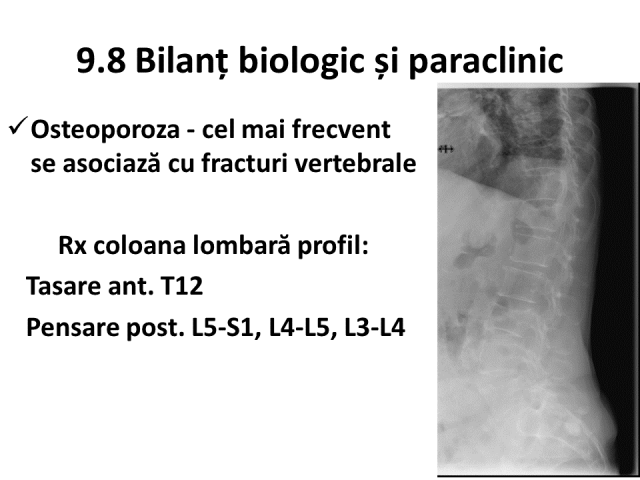 9.8 Bilanț biologic și paraclinic
✓Osteoporoza - cel mai frecvent
se asociază cu fracturi vertebrale
Rx coloana lombară profil:
Tasare ant. T12
Pensare post. L5-S1, L4-L5, L3-L4